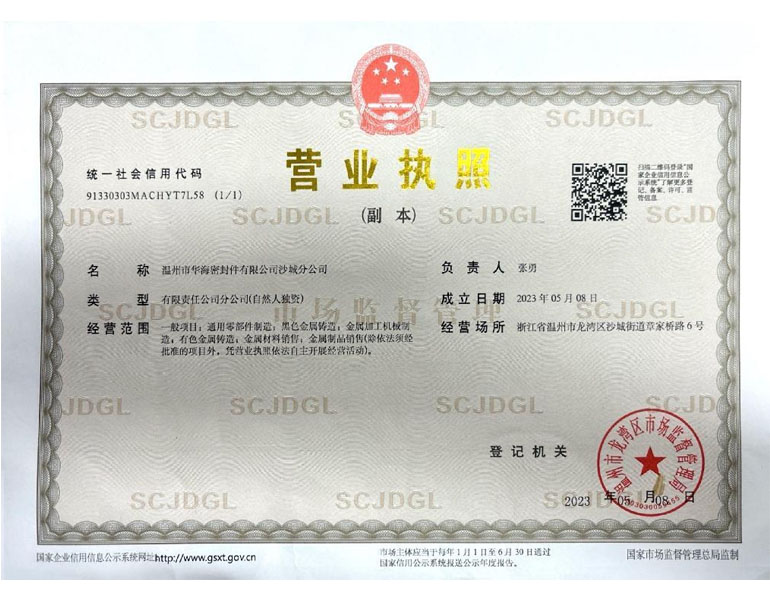 营业执照
(副 本)
统一社会信用代码
91330303MACHYT7L58 (1/1)
扫描二维码登录"国
家企业信用信息公
示系统"了解更多登
记、备案、许可、监
管信息
名 称 温州市华海密封件有限公司沙城分公司
类 型 有限责任公司分公司(自然人独资)
经营范围 一般项目：通用零部件制造；黑色金属铸造；金属加工机械制
造；有色金属铸造；金属材料销售；金属制品销售(除依法须经
批准的项目外，凭营业执照依法自主开展经营活动)。
负 责 人 张勇
成立日期 2023 年 05 月 08 日
经营场所 浙江省温州市龙湾区沙城街道章家桥路 6 号
市场监督管理
SCJDGL
登记机关
温州市龙湾区市场监督管理局
2023 年05 月08 日
国家企业信用信息公示系统网址:http://www.gsxt.gov.cn
市场主体应当于每年 1 月 1 日至 6 月 30 日通过
国家信用公示系统报送公示年度报告。
国家市场监督管理总局监制